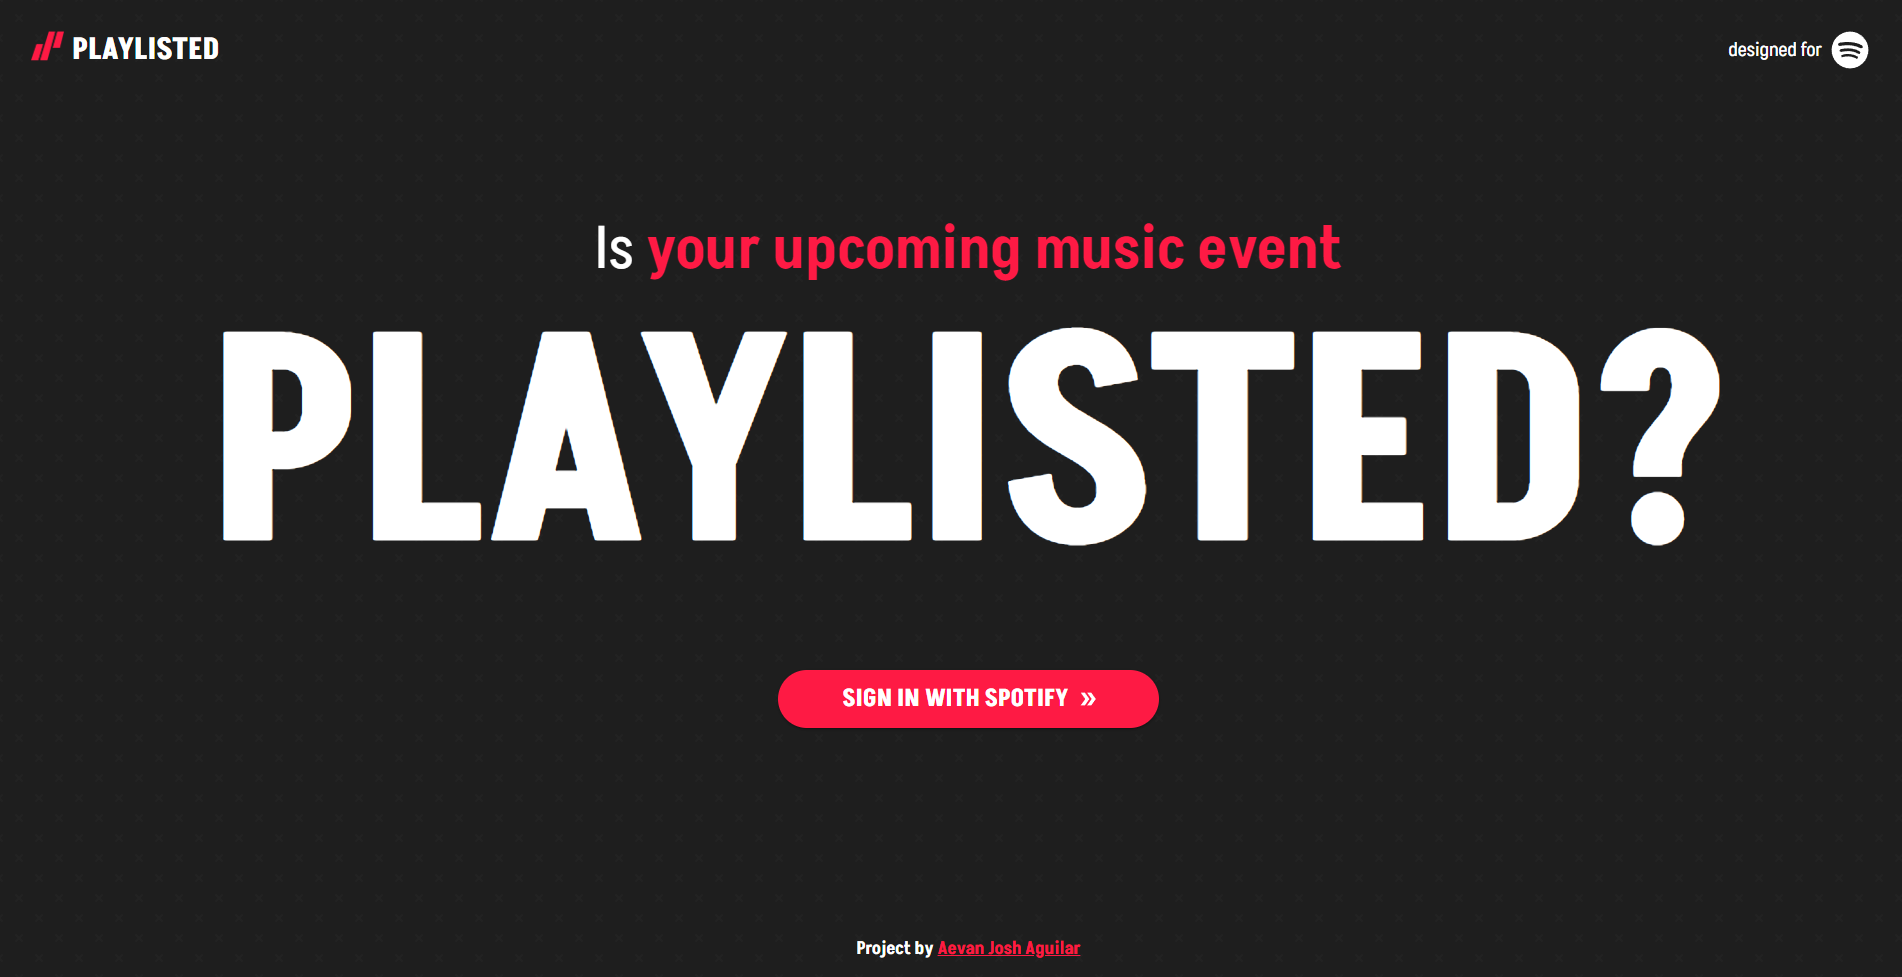 PLAYLISTED
designed for
Is your upcoming music event
PLAYLISTED?
SIGN IN WITH SPOTIFY »
Project by Aevan Josh Aguilar